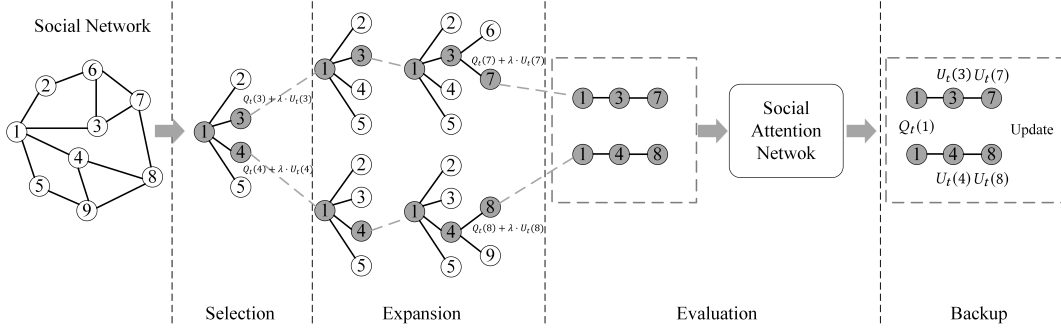 Social Network
1
2
6
7
3
4
5
8
9
1
2
3
4
5
Q_t(3) + λ · U_t(3)
Q_t(4) + λ · U_t(4)
Selection
1
2
3
4
5
1
2
3
4
5
6
7
Q_t(7) + λ · U_t(7)
1
2
3
4
5
1
2
3
4
5
8
9
Q_t(8) + λ · U_t(8)
Expansion
1 3 7
1 4 8
Social
Attention
Netwok
Evaluation
U_t(3) U_t(7)
1 3 7
Q_t(1)
Update
1 4 8
U_t(4) U_t(8)
Backup